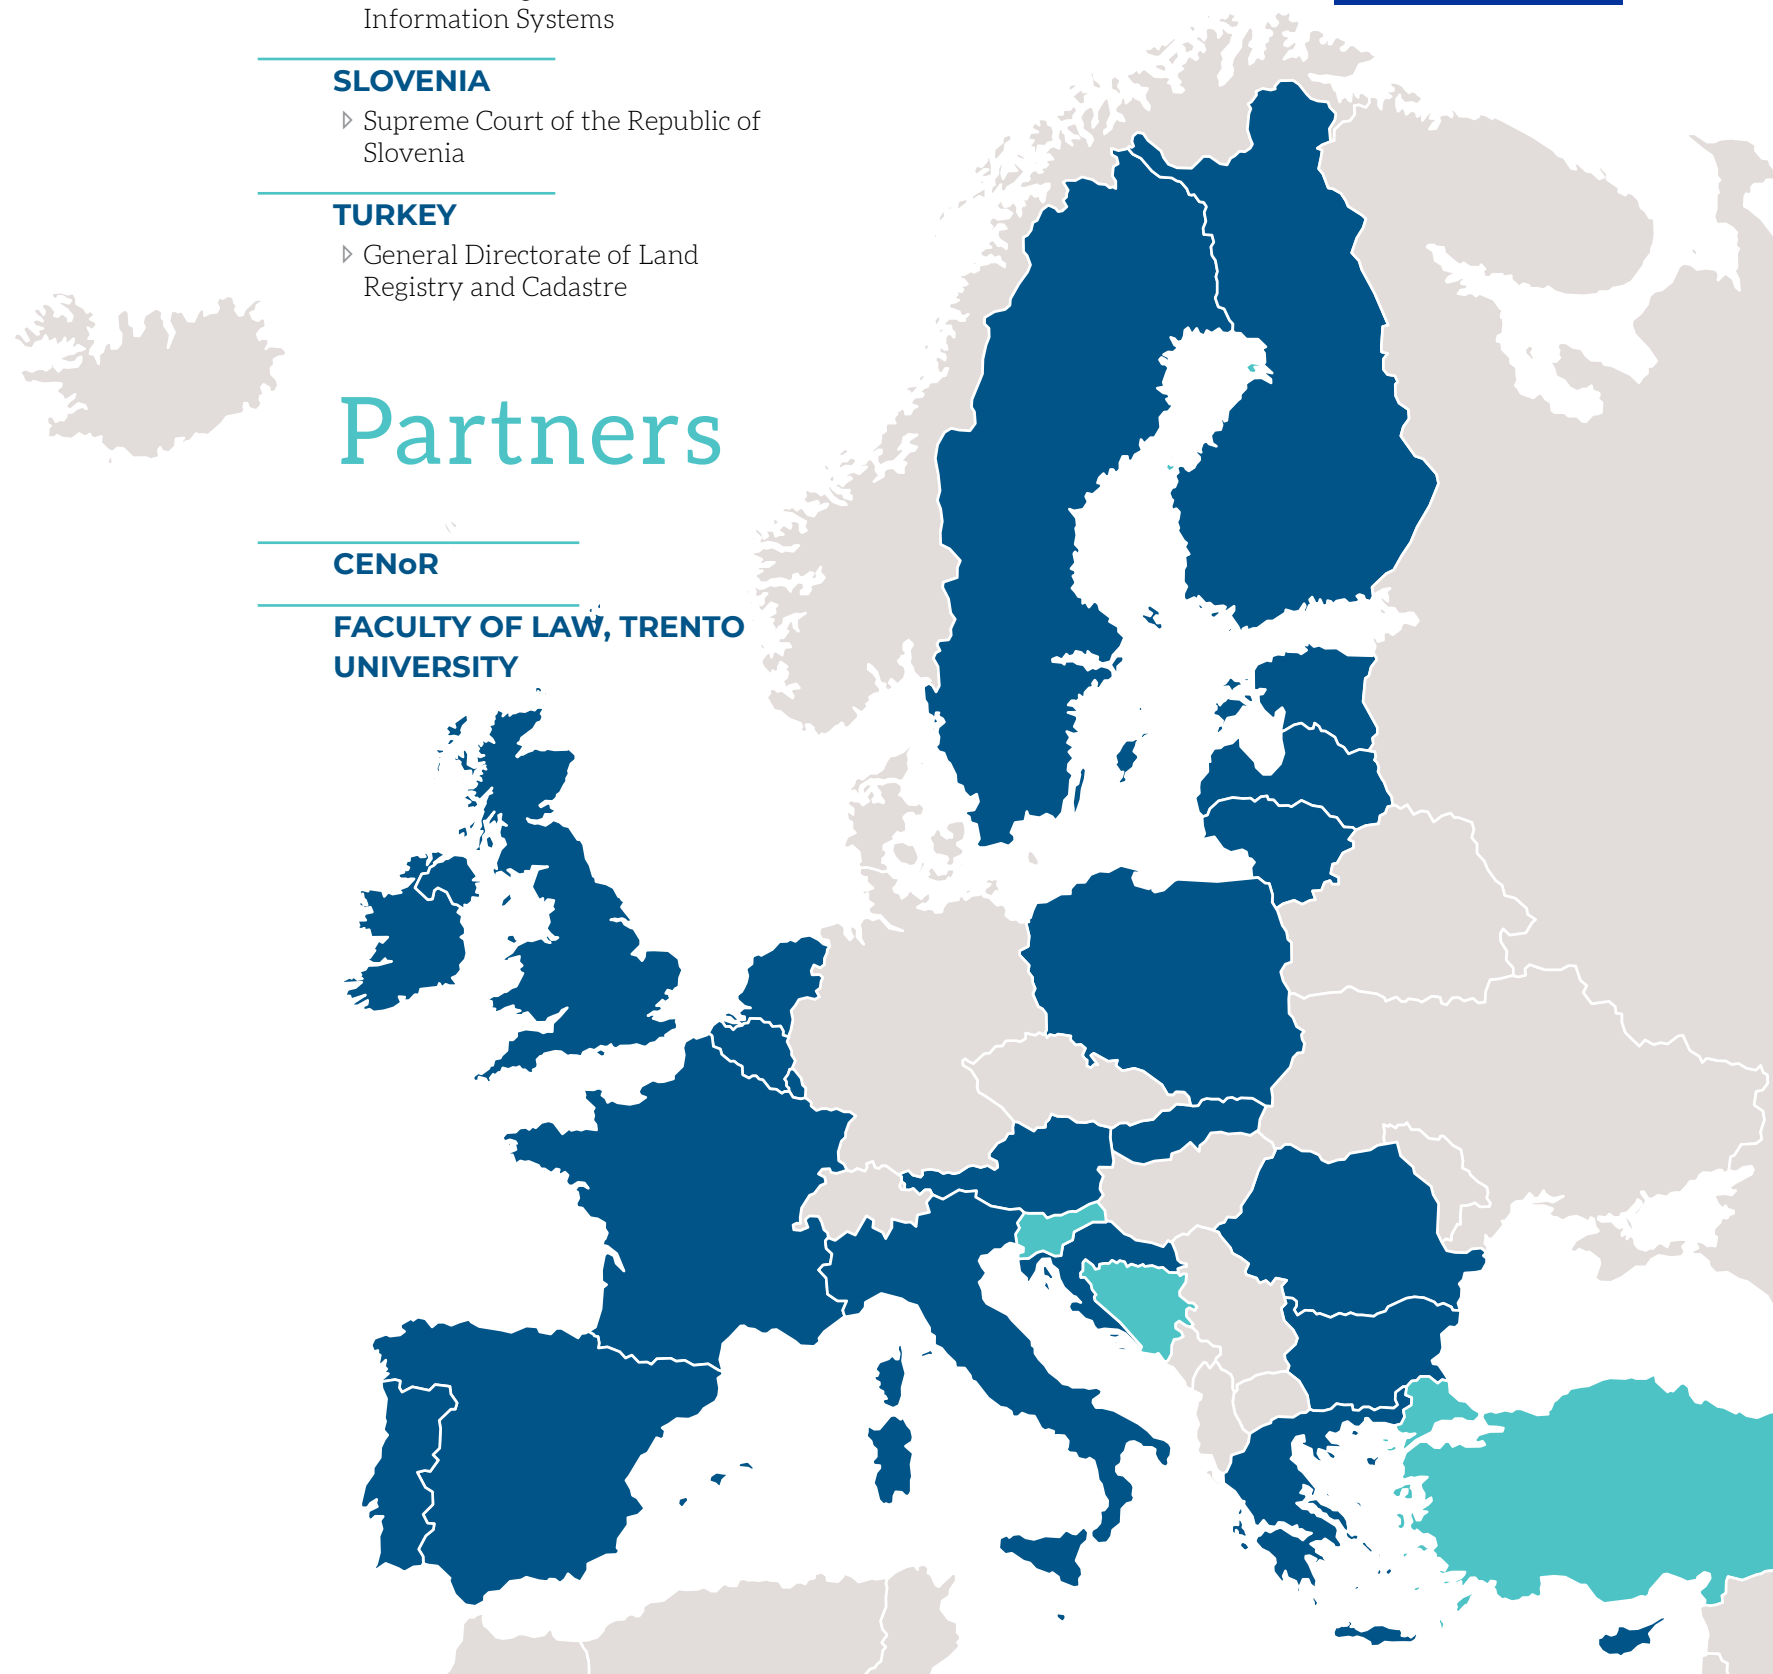 Information Systems
SLOVENIA
Supreme Court of the Republic of
Slovenia
TURKEY
General Directorate of Land
Registry and Cadastre
Partners
CENoR
FACULTY OF LAW, TRENTO
UNIVERSITY